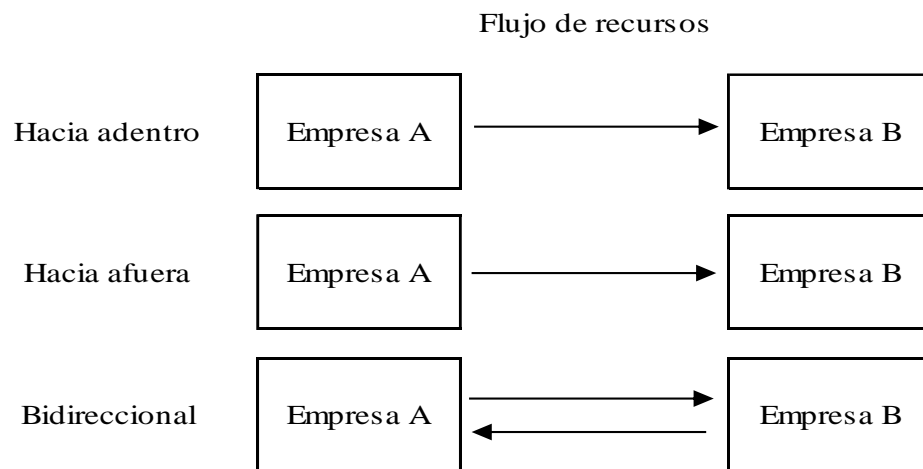 Flujo de recursos
Hacia adentro Empresa A Empresa B
Hacia afuera Empresa A Empresa B
Bidireccional Empresa A Empresa B